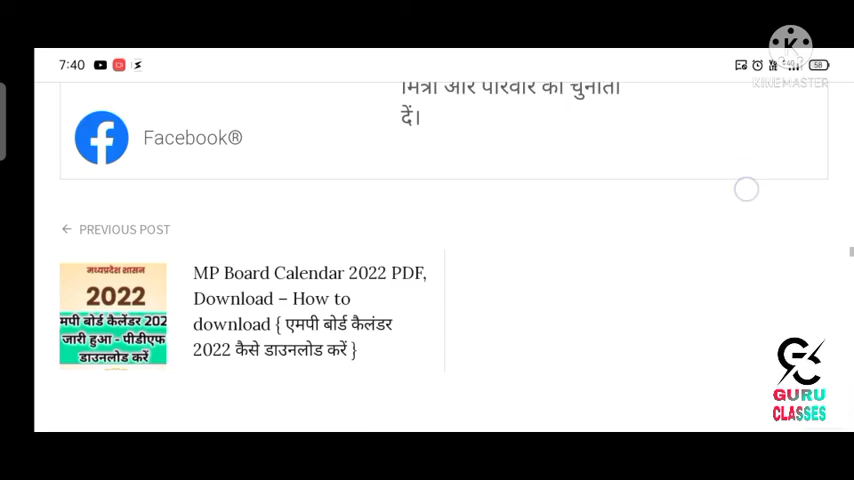 7:40
58
KINEMASTER
मित्रों और परिवार को चुनौती
दें।
Facebook®
← PREVIOUS POST
मध्यप्रदेश शासन
2022
मपी बोर्ड कैलेंडर 202
जारी हुआ - पीडीएफ
डाउनलोड करें
MP Board Calendar 2022 PDF,
Download – How to
download { एमपी बोर्ड कैलंडर
2022 कैसे डाउनलोड करें }
GURU
CLASSES